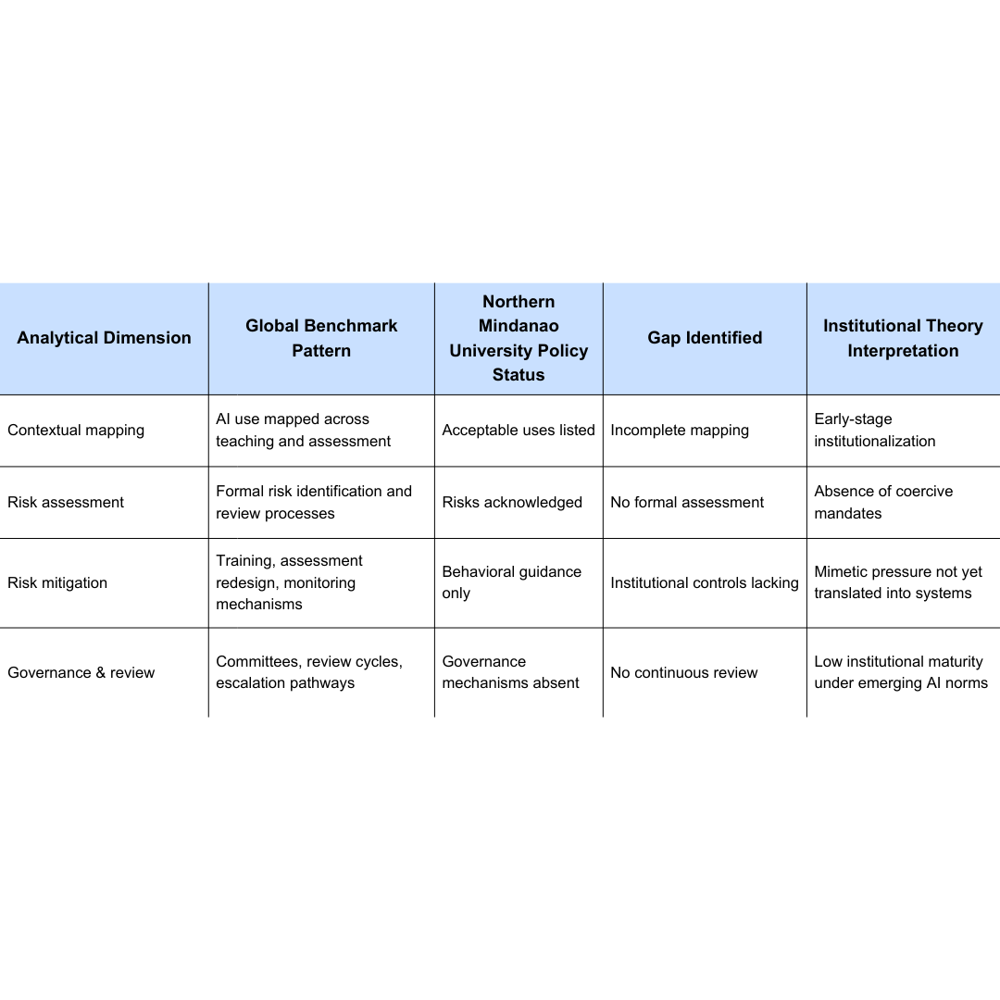 Analytical Dimension
Global Benchmark
Pattern
Northern
Mindanao
University Policy
Status
Gap Identified
Institutional Theory
Interpretation
Contextual mapping
AI use mapped across
teaching and assessment
Acceptable uses listed
Incomplete mapping
Early-stage
institutionalization
Risk assessment
Formal risk identification and
review processes
Risks acknowledged
No formal assessment
Absence of coercive
mandates
Risk mitigation
Training, assessment
redesign, monitoring
mechanisms
Behavioral guidance
only
Institutional controls lacking
Mimetic pressure not yet
translated into systems
Governance & review
Committees, review cycles,
escalation pathways
Governance
mechanisms absent
No continuous review
Low institutional maturity
under emerging AI norms